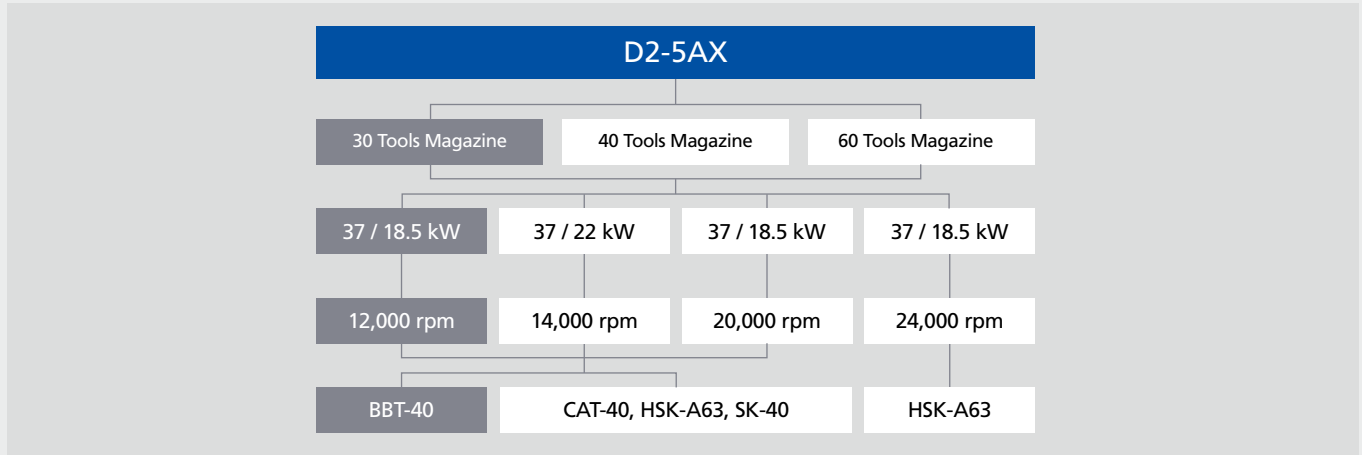 D2-5AX
30 Tools Magazine
40 Tools Magazine
60 Tools Magazine
37 / 18.5 kW
37 / 22 kW
37 / 18.5 kW
37 / 18.5 kW
12,000 rpm
14,000 rpm
20,000 rpm
24,000 rpm
BBT-40
CAT-40, HSK-A63, SK-40
HSK-A63